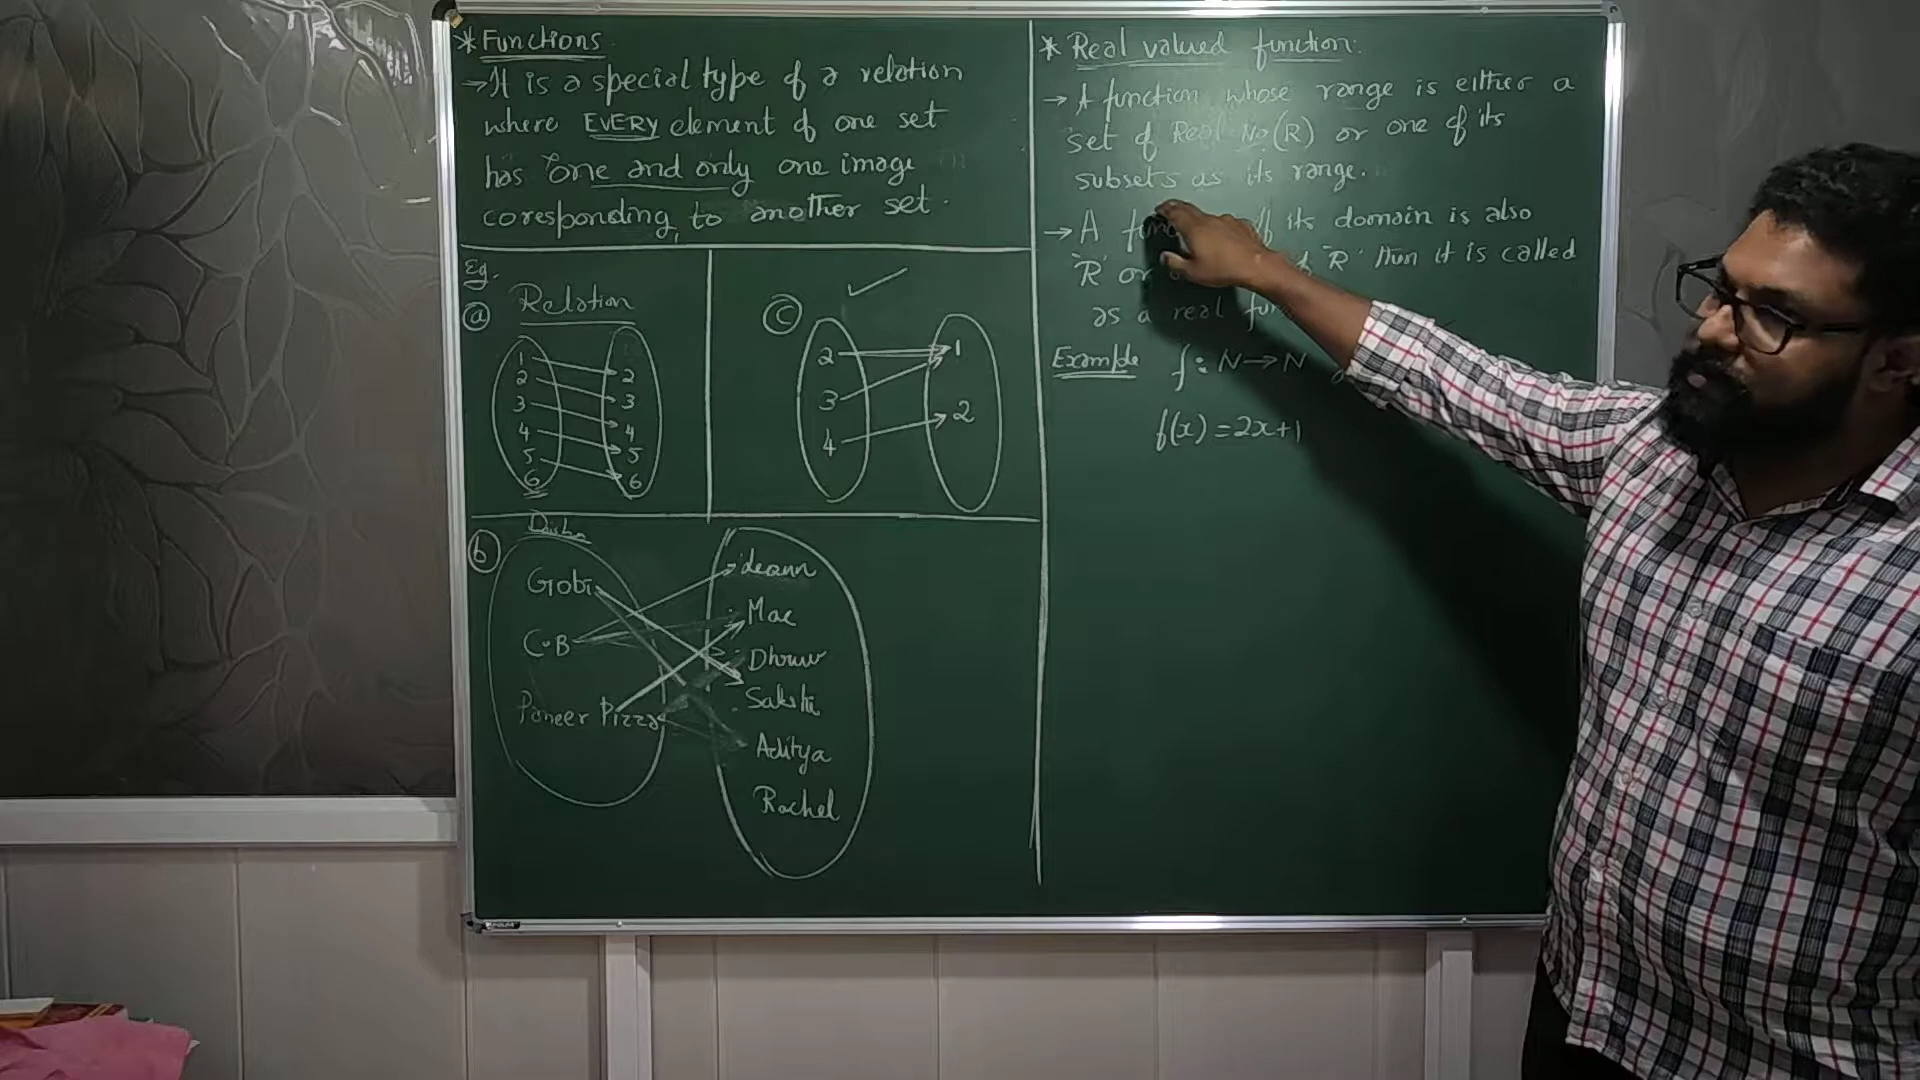 * Functions
→ It is a special type of a relation
where EVERY element of one set
has one and only one image
coresponding to another set.
Eg.
a Relation
1 2
2 3
3 4
4 5
5 6
6
c
2 1
3 2
4
b
Gobi
C.B
Paneer Pizza
deann
Mac
Dhruv
Sakshi
Aditya
Rachel
* Real valued function:
→ A function whose range is either a
set of Real No.(R) or one of its
subsets as its range.
→ A its domain is also
'R' or 'R' then it is called
as a real
Example f: N → N
f(x) = 2x+1